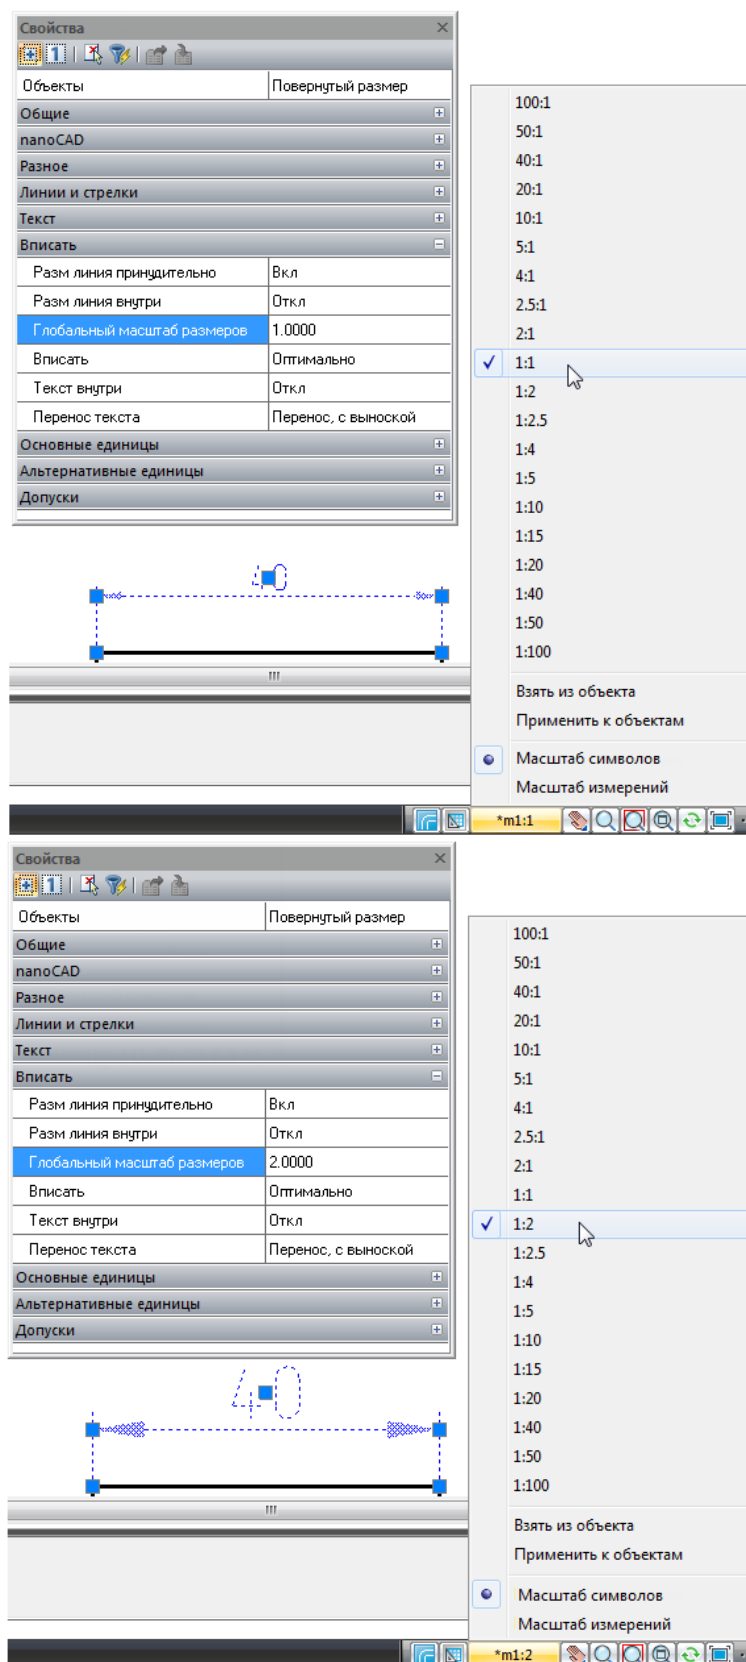 Свойства
1
Объекты Повернутый размер
Общие
nanoCAD
Разное
Линии и стрелки
Текст
Вписать
Разм линия принудительно Вкл
Разм линия внутри Откл
Глобальный масштаб размеров 1.0000
Вписать Оптимально
Текст внутри Откл
Перенос текста Перенос, с выноской
Основные единицы
Альтернативные единицы
Допуски
40
100:1
50:1
40:1
20:1
10:1
5:1
4:1
2.5:1
2:1
1:1
1:2
1:2.5
1:4
1:5
1:10
1:15
1:20
1:40
1:50
1:100
Взять из объекта
Применить к объектам
Масштаб символов
Масштаб измерений
*m1:1
Свойства
1
Объекты Повернутый размер
Общие
nanoCAD
Разное
Линии и стрелки
Текст
Вписать
Разм линия принудительно Вкл
Разм линия внутри Откл
Глобальный масштаб размеров 2.0000
Вписать Оптимально
Текст внутри Откл
Перенос текста Перенос, с выноской
Основные единицы
Альтернативные единицы
Допуски
40
100:1
50:1
40:1
20:1
10:1
5:1
4:1
2.5:1
2:1
1:1
1:2
1:2.5
1:4
1:5
1:10
1:15
1:20
1:40
1:50
1:100
Взять из объекта
Применить к объектам
Масштаб символов
Масштаб измерений
*m1:2